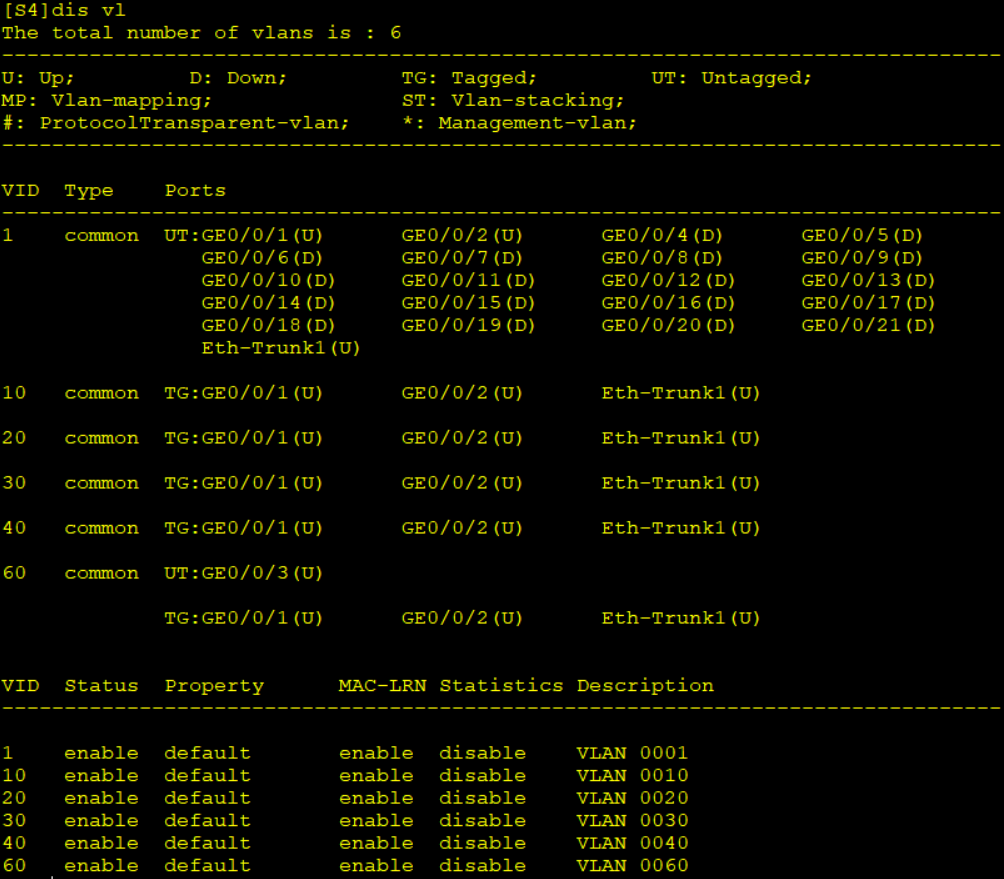 [S4]dis vl
The total number of vlans is : 6
--------------------------------------------------------------------------------
U: Up;         D: Down;         TG: Tagged;         UT: Untagged;
MP: Vlan-mapping;               ST: Vlan-stacking;
#: ProtocolTransparent-vlan;    *: Management-vlan;
--------------------------------------------------------------------------------
VID  Type    Ports
--------------------------------------------------------------------------------
1    common  UT:GE0/0/1(U)      GE0/0/2(U)      GE0/0/4(D)      GE0/0/5(D)
                GE0/0/6(D)      GE0/0/7(D)      GE0/0/8(D)      GE0/0/9(D)
                GE0/0/10(D)     GE0/0/11(D)     GE0/0/12(D)     GE0/0/13(D)
                GE0/0/14(D)     GE0/0/15(D)     GE0/0/16(D)     GE0/0/17(D)
                GE0/0/18(D)     GE0/0/19(D)     GE0/0/20(D)     GE0/0/21(D)
                Eth-Trunk1(U)
10   common  TG:GE0/0/1(U)      GE0/0/2(U)      Eth-Trunk1(U)
20   common  TG:GE0/0/1(U)      GE0/0/2(U)      Eth-Trunk1(U)
30   common  TG:GE0/0/1(U)      GE0/0/2(U)      Eth-Trunk1(U)
40   common  TG:GE0/0/1(U)      GE0/0/2(U)      Eth-Trunk1(U)
60   common  UT:GE0/0/3(U)
             TG:GE0/0/1(U)      GE0/0/2(U)      Eth-Trunk1(U)
VID  Status  Property      MAC-LRN Statistics Description
--------------------------------------------------------------------------------
1    enable  default       enable  disable    VLAN 0001
10   enable  default       enable  disable    VLAN 0010
20   enable  default       enable  disable    VLAN 0020
30   enable  default       enable  disable    VLAN 0030
40   enable  default       enable  disable    VLAN 0040
60   enable  default       enable  disable    VLAN 0060